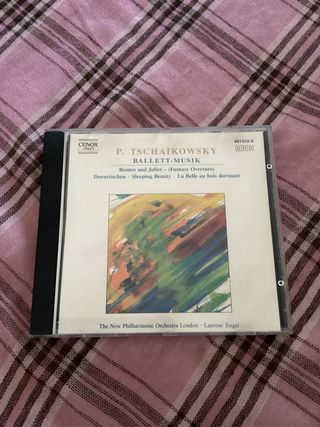 CENOX
P. TSCHAIKOWSKY
BALLETT-MUSIK
Romeo and Juliet – (Fantasy Overture)
Dornröschen · Sleeping Beauty · La Belle au bois dormant
DDD
The New Philharmonic Orchestra London · Laurenc Siegel